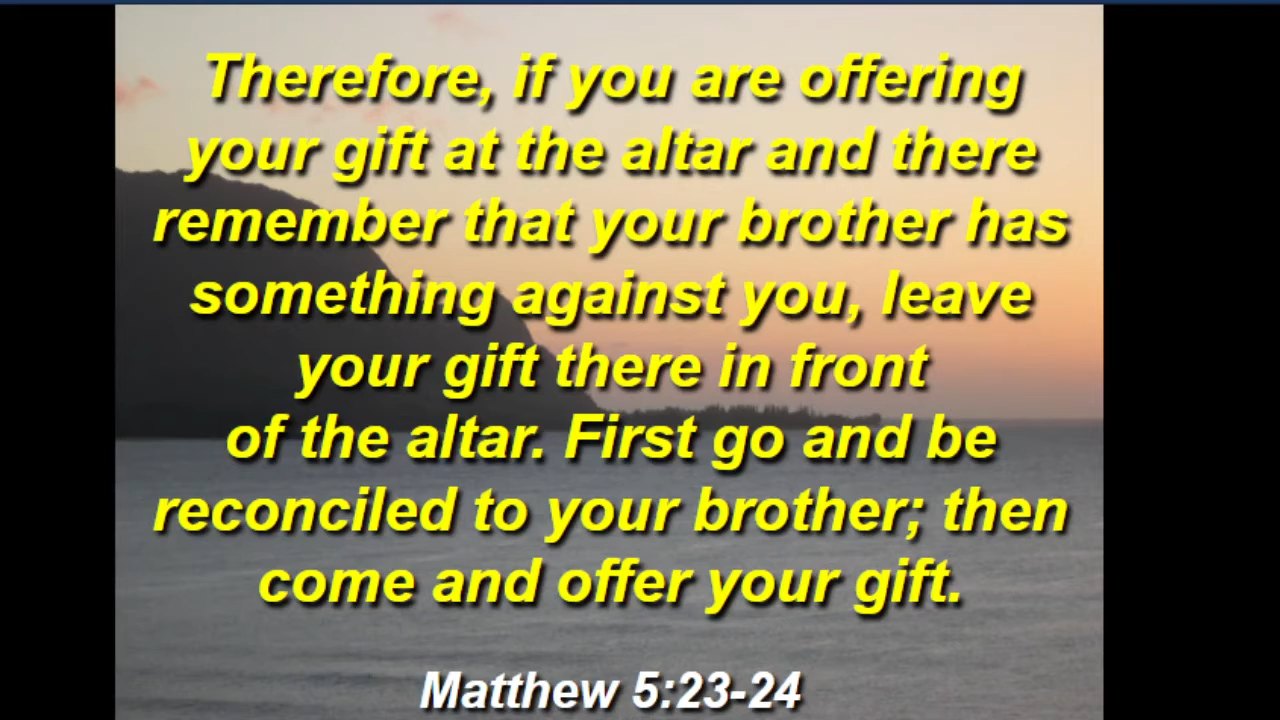 Therefore, if you are offering
your gift at the altar and there
remember that your brother has
something against you, leave
your gift there in front
of the altar. First go and be
reconciled to your brother; then
come and offer your gift.
Matthew 5:23-24